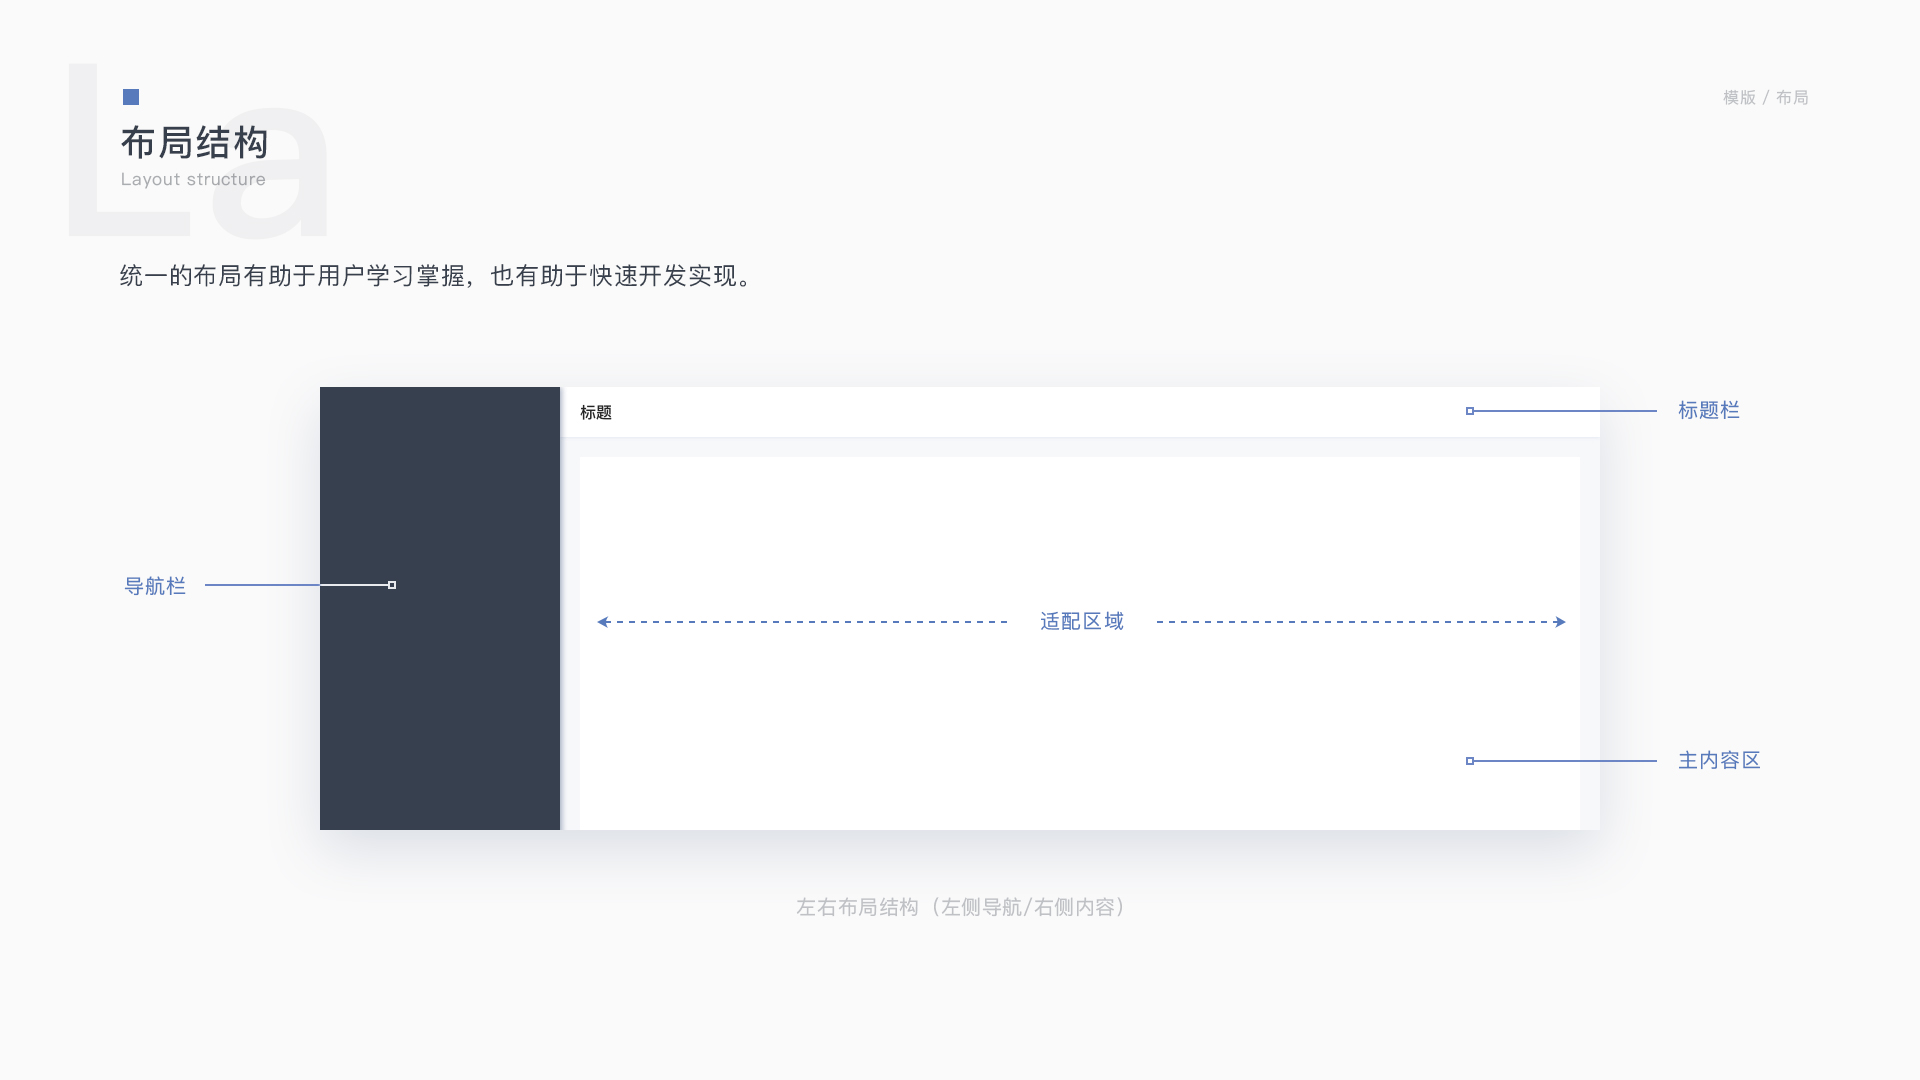 La
模版 / 布局
布局结构
Layout structure
统一的布局有助于用户学习掌握，也有助于快速开发实现。
标题
标题栏
导航栏
适配区域
主内容区
左右布局结构（左侧导航/右侧内容）